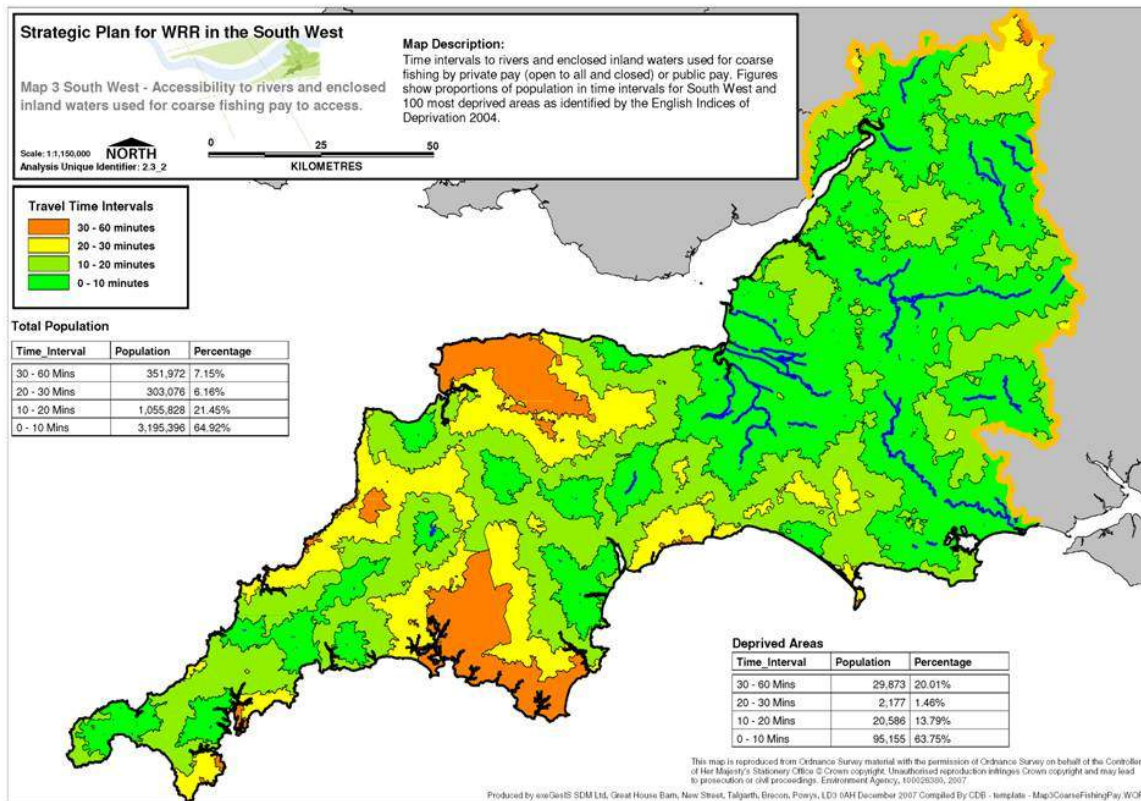 Strategic Plan for WRR in the South West
Map 3 South West - Accessibility to rivers and enclosed
inland waters used for coarse fishing pay to access.
Scale: 1:1,150,000
NORTH
Analysis Unique Identifier: 2.3_2
0 25 50
KILOMETRES
Map Description:
Time intervals to rivers and enclosed inland waters used for coarse
fishing by private pay (open to all and closed) or public pay. Figures
show proportions of population in time intervals for South West and
100 most deprived areas as identified by the English Indices of
Deprivation 2004.
Travel Time Intervals
30 - 60 minutes
20 - 30 minutes
10 - 20 minutes
0 - 10 minutes
Total Population
Time_Interval Population Percentage
30 - 60 Mins 351,972 7.15%
20 - 30 Mins 303,076 6.16%
10 - 20 Mins 1,055,828 21.45%
0 - 10 Mins 3,195,396 64.92%
Deprived Areas
Time_Interval Population Percentage
30 - 60 Mins 29,873 20.01%
20 - 30 Mins 2,177 1.46%
10 - 20 Mins 20,586 13.79%
0 - 10 Mins 95,155 63.75%
This map is reproduced from Ordnance Survey material with the permission of Ordnance Survey on behalf of the Controller
of Her Majesty's Stationery Office © Crown copyright. Unauthorised reproduction infringes Crown copyright and may lead
to prosecution or civil proceedings. Environment Agency, 100026380, 2007
Produced by exeGesIS SDM Ltd, Great House Barn, New Street, Talgarth, Brecon, Powys, LD3 0AH December 2007 Compiled By CDB - template - Map3CoarseFishingPay.WOR